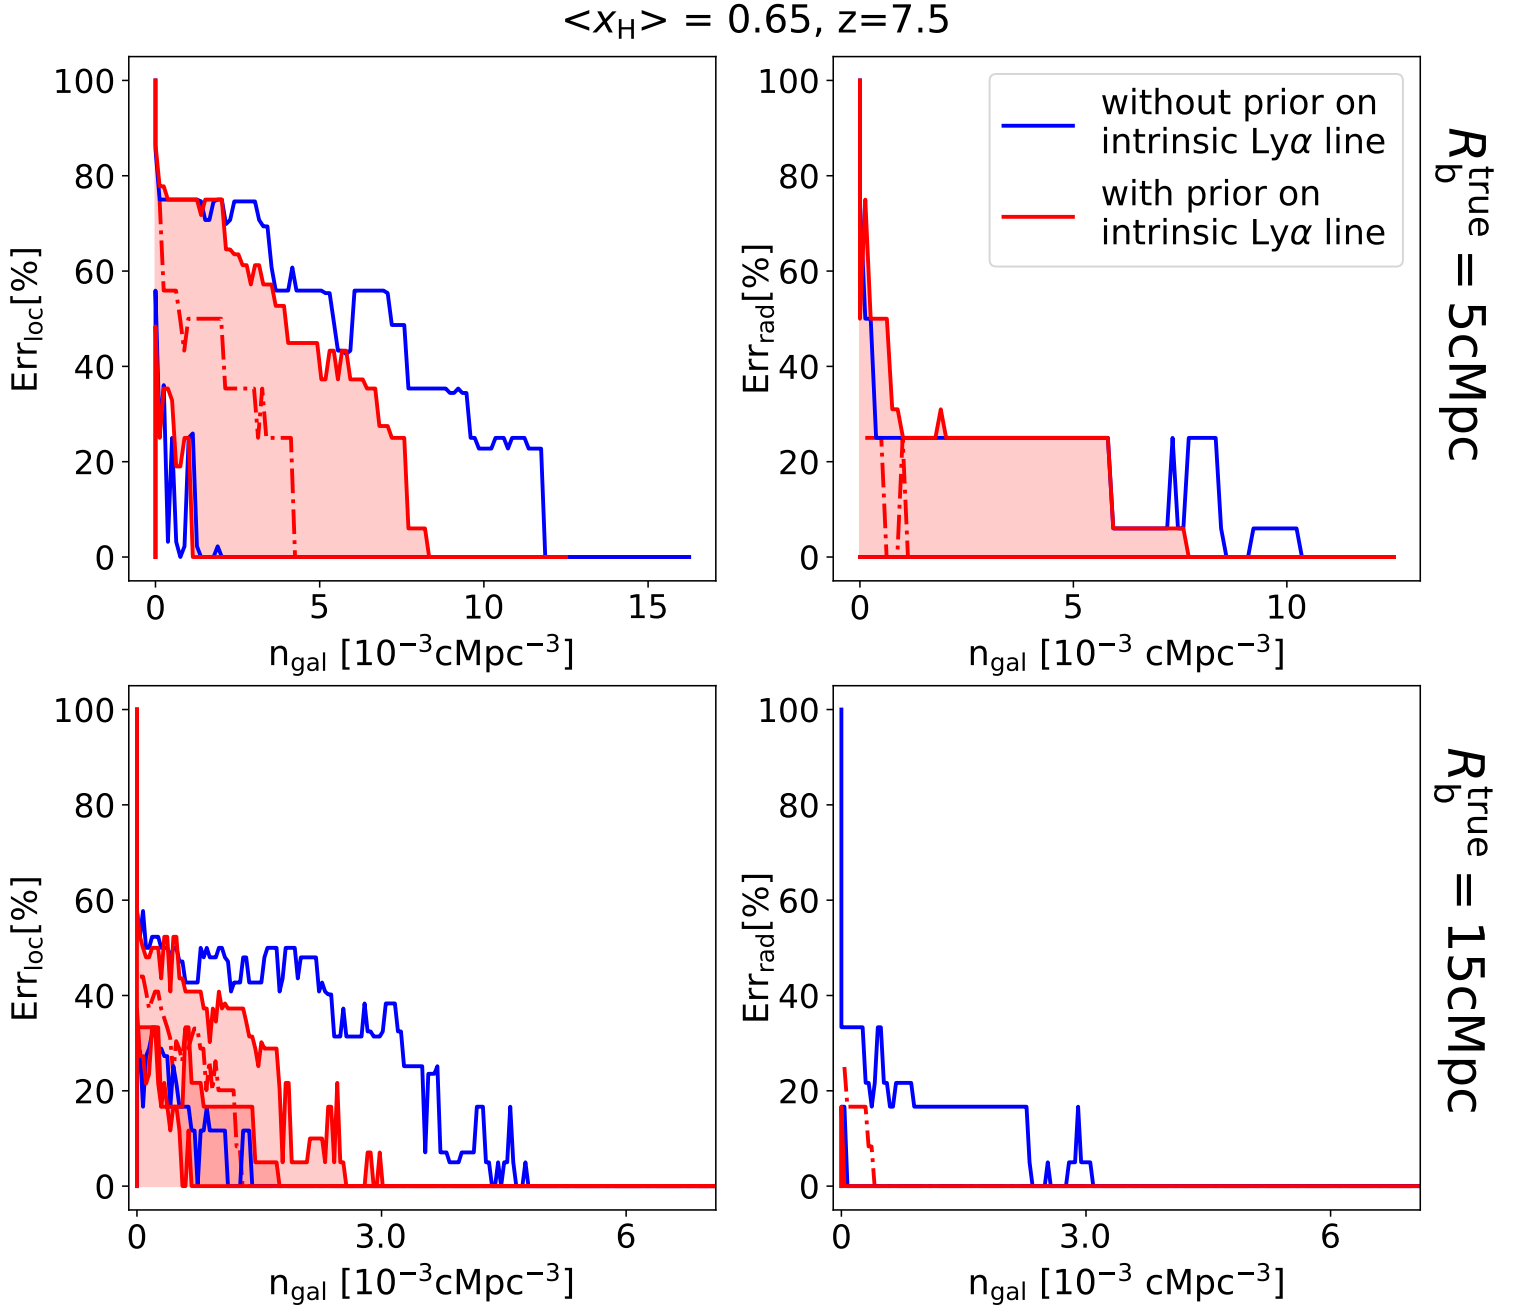 <x_H> = 0.65, z=7.5
100
80
60
40
20
0
Err_loc[%]
0
5
10
15
n_gal [10⁻³cMpc⁻³]
100
80
60
40
20
0
Err_rad[%]
without prior on
intrinsic Lyα line
with prior on
intrinsic Lyα line
0
5
10
n_gal [10⁻³ cMpc⁻³]
R_b^true = 5cMpc
100
80
60
40
20
0
Err_loc[%]
0
3.0
6
n_gal [10⁻³cMpc⁻³]
100
80
60
40
20
0
Err_rad[%]
0
3.0
6
n_gal [10⁻³ cMpc⁻³]
R_b^true = 15cMpc